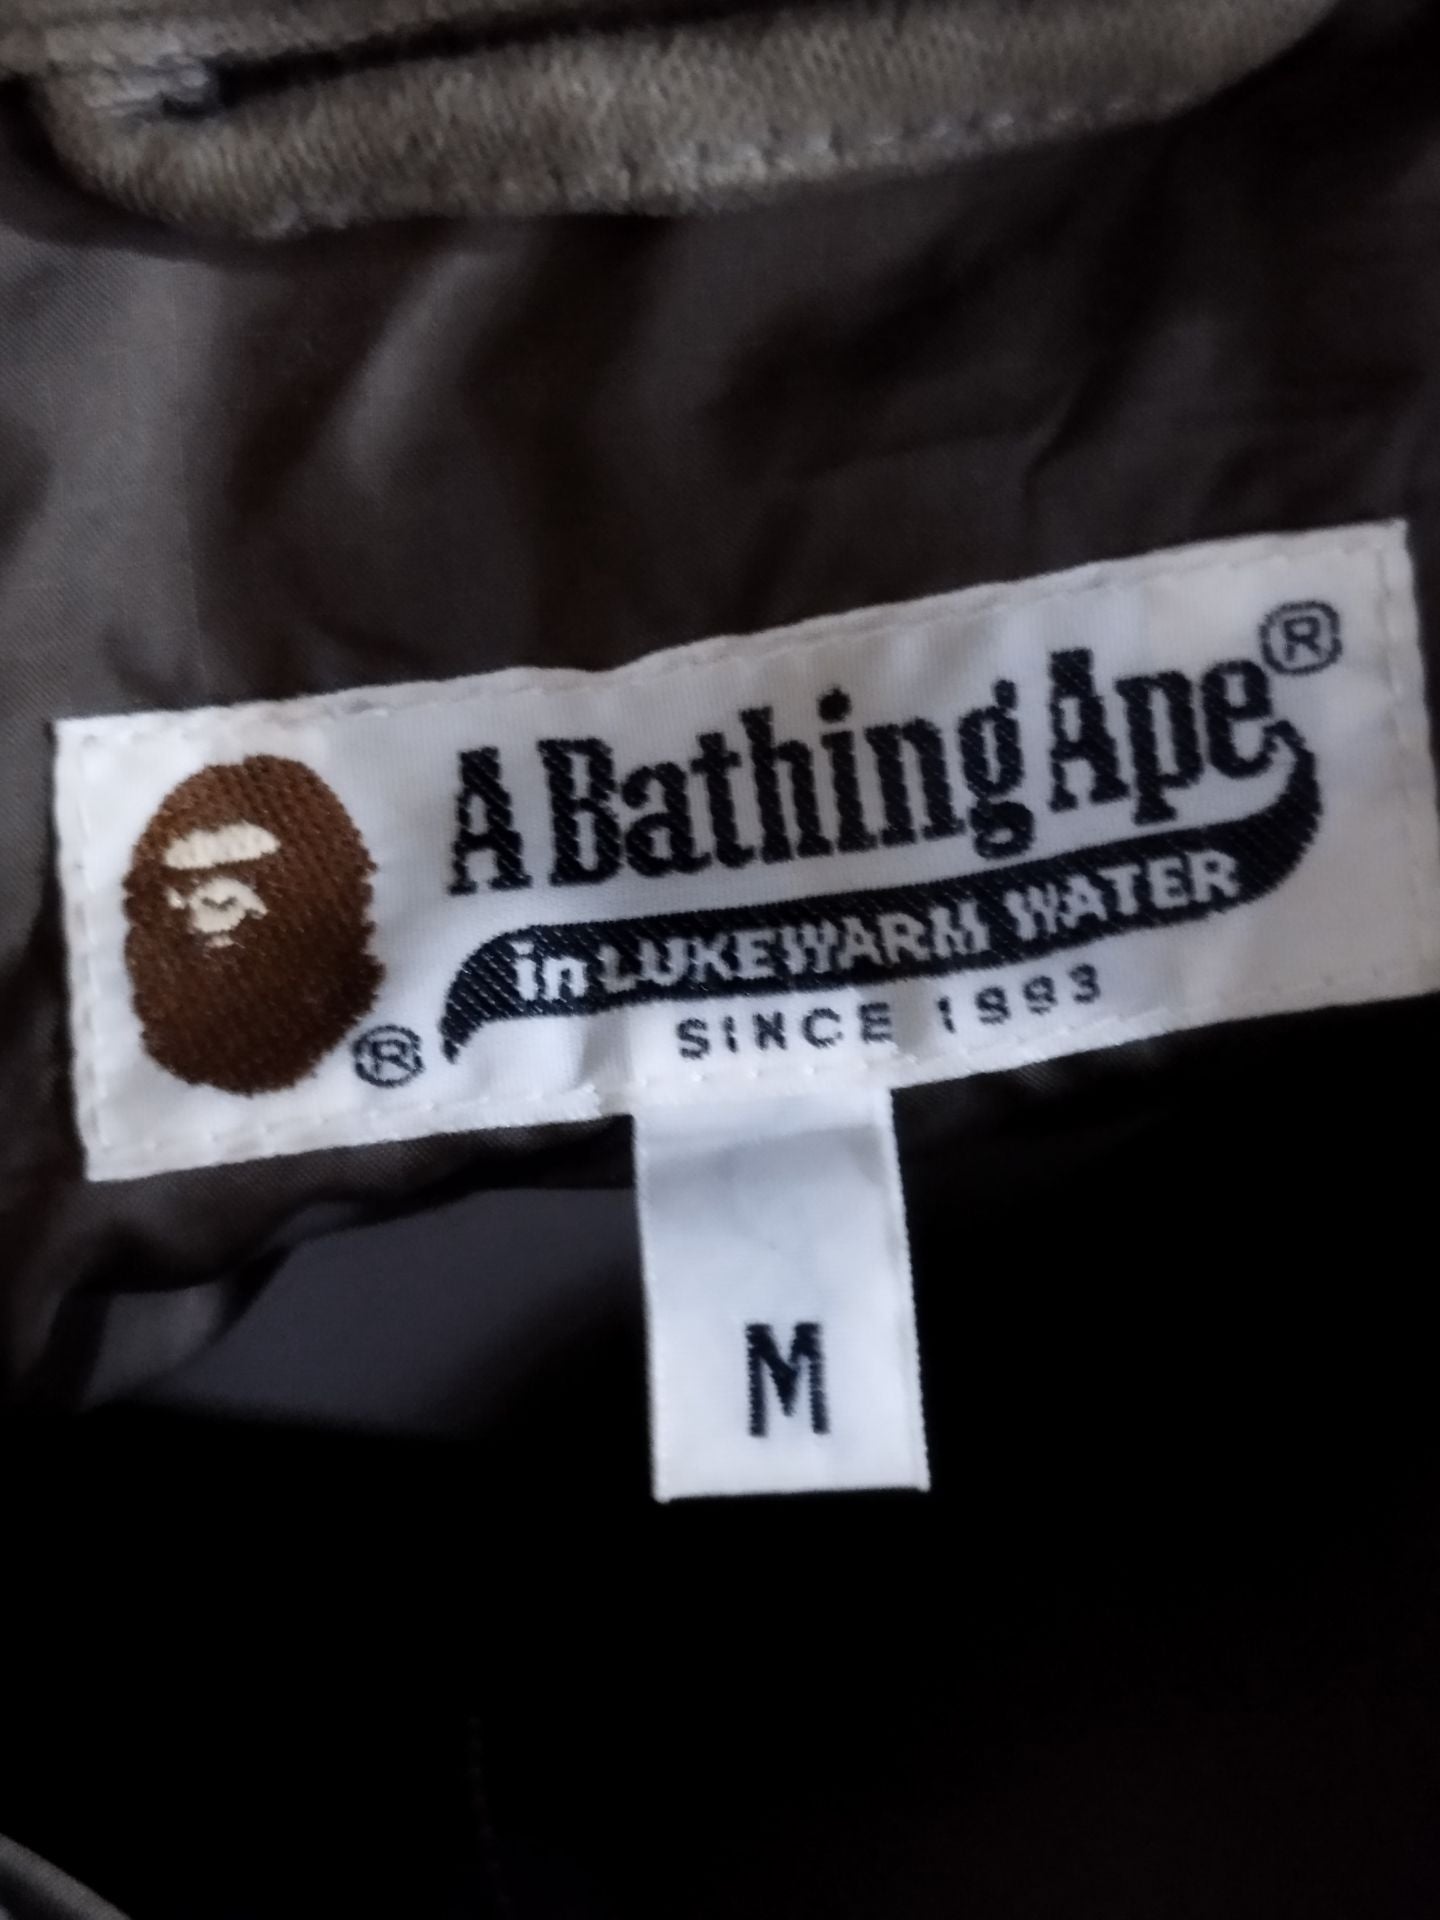 A Bathing Ape®
in LUKEWARM WATER
® SINCE 1993
M